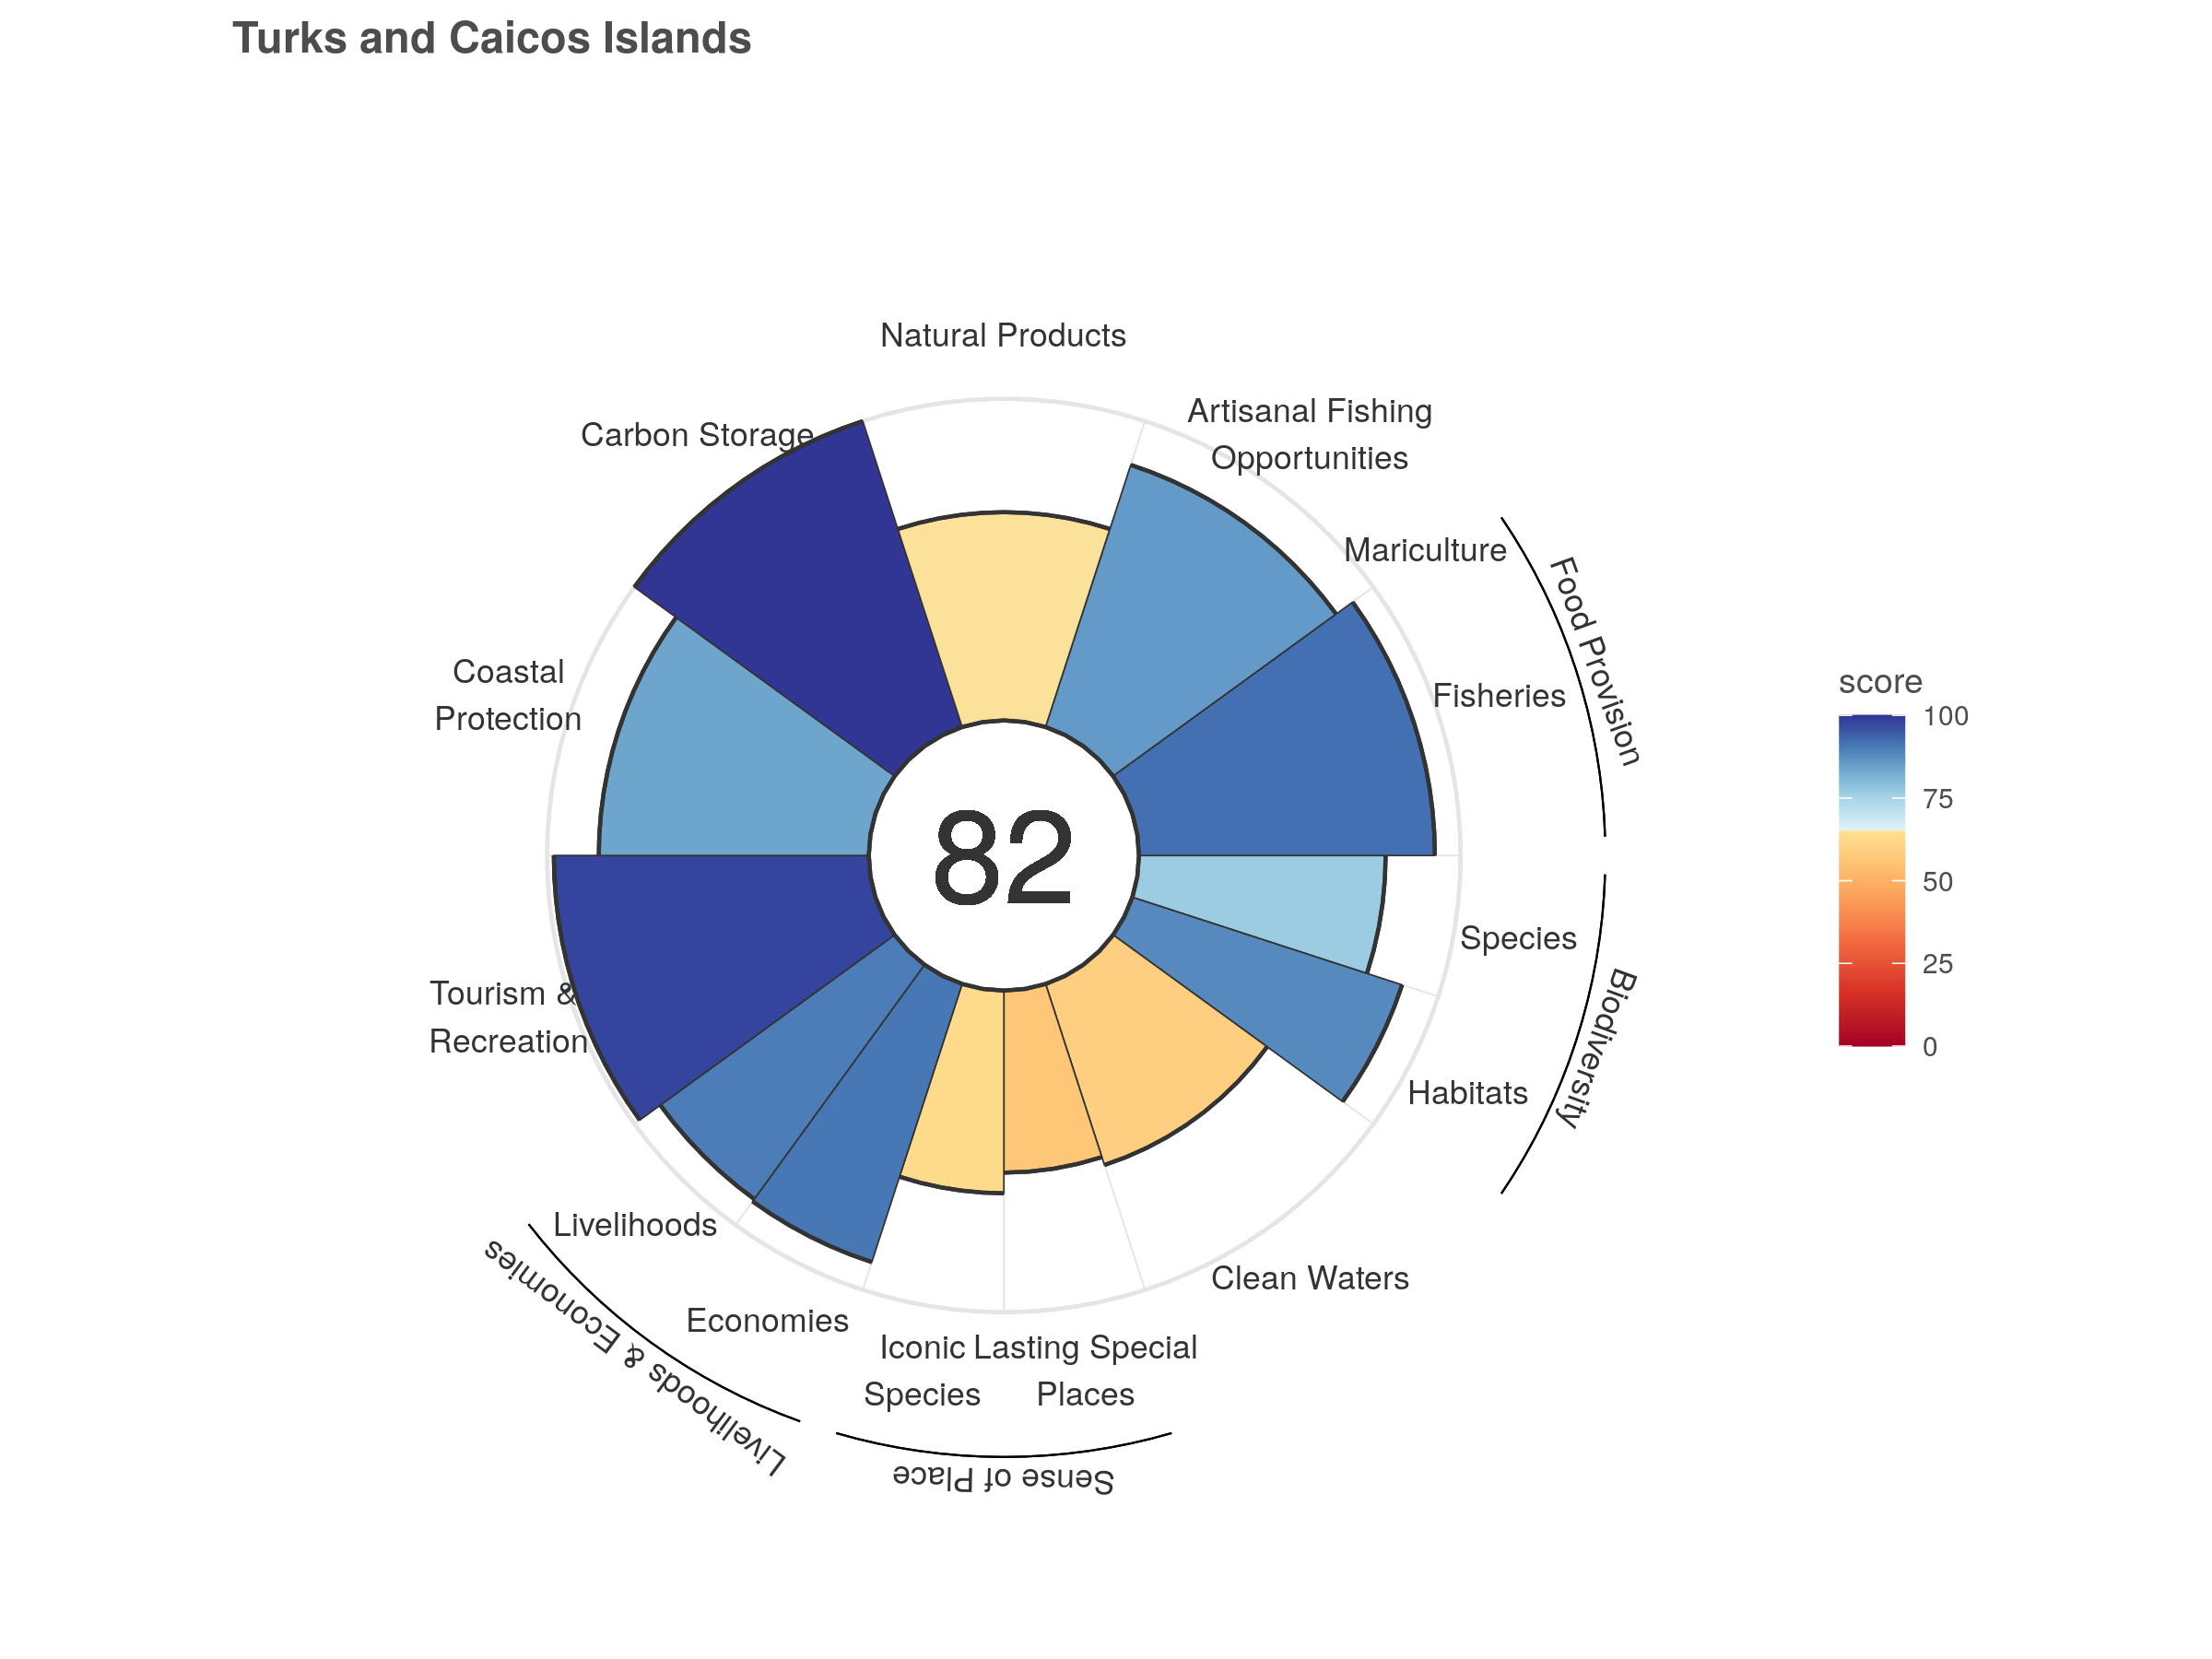 Turks and Caicos Islands
Natural Products
Artisanal Fishing
Opportunities
Carbon Storage
Mariculture
Food Provision
Fisheries
Coastal
Protection
score
100
75
50
25
0
82
Species
Biodiversity
Tourism &
Recreation
Habitats
Livelihoods
Livelihoods & Economies
Clean Waters
Economies
Iconic
Species
Lasting Special
Places
Sense of Place